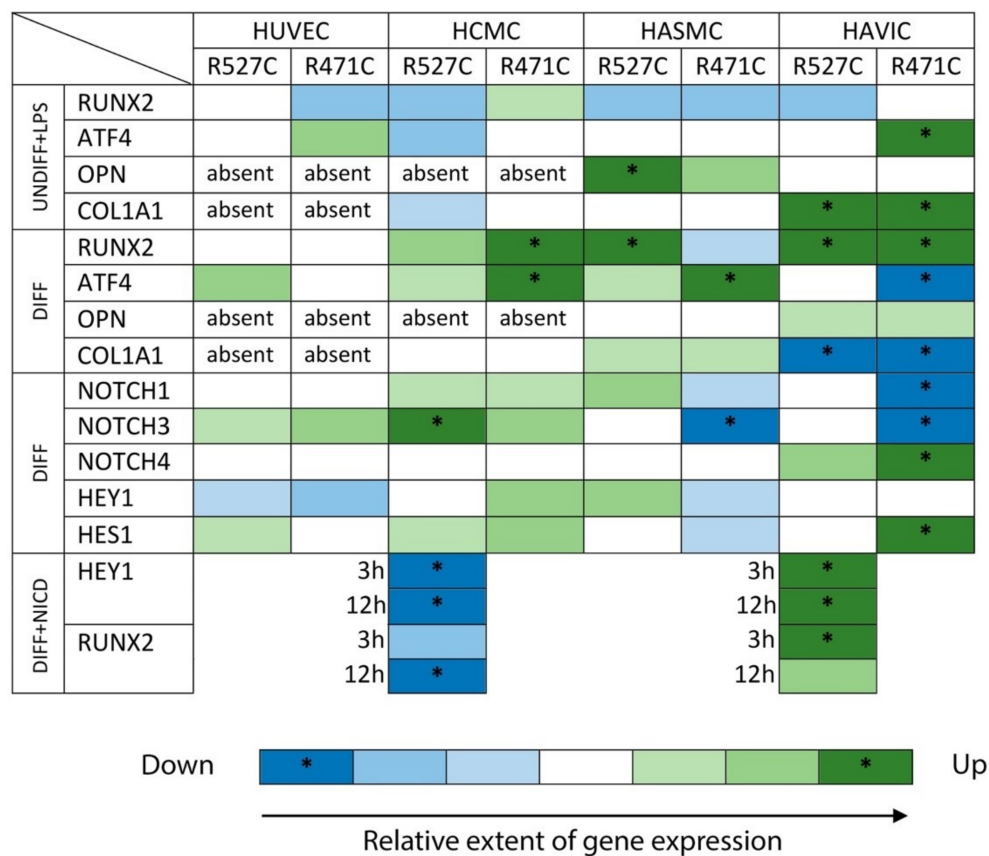 HUVEC HCMC HASMC HAVIC
R527C R471C R527C R471C R527C R471C R527C R471C
UNDIFF+LPS
RUNX2
ATF4 *
OPN absent absent absent absent *
COL1A1 absent absent * *
DIFF
RUNX2 * * * *
ATF4 * * *
OPN absent absent absent absent
COL1A1 absent absent * *
DIFF
NOTCH1 *
NOTCH3 * * *
NOTCH4 *
HEY1
HES1 *
DIFF+NICD
HEY1 3h * 3h *
12h * 12h *
RUNX2 3h 3h *
12h * 12h
Down * * Up
Relative extent of gene expression